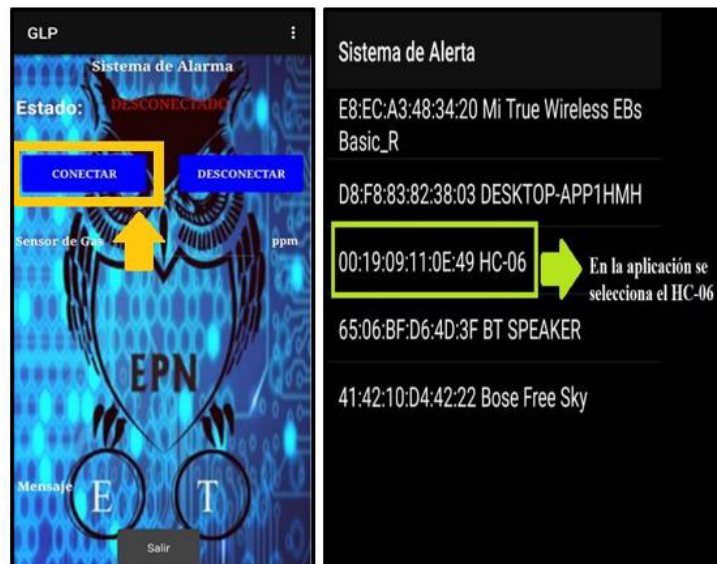 GLP
Sistema de Alarma
Estado: DESCONECTADO
CONECTAR DESCONECTAR
Sensor de Gas ppm
EPN
Mensaje
E T
Salir
Sistema de Alerta
E8:EC:A3:48:34:20 Mi True Wireless EBs
Basic_R
D8:F8:83:82:38:03 DESKTOP-APP1HMH
00:19:09:11:0E:49 HC-06
En la aplicación se
selecciona el HC-06
65:06:BF:D6:4D:3F BT SPEAKER
41:42:10:D4:42:22 Bose Free Sky